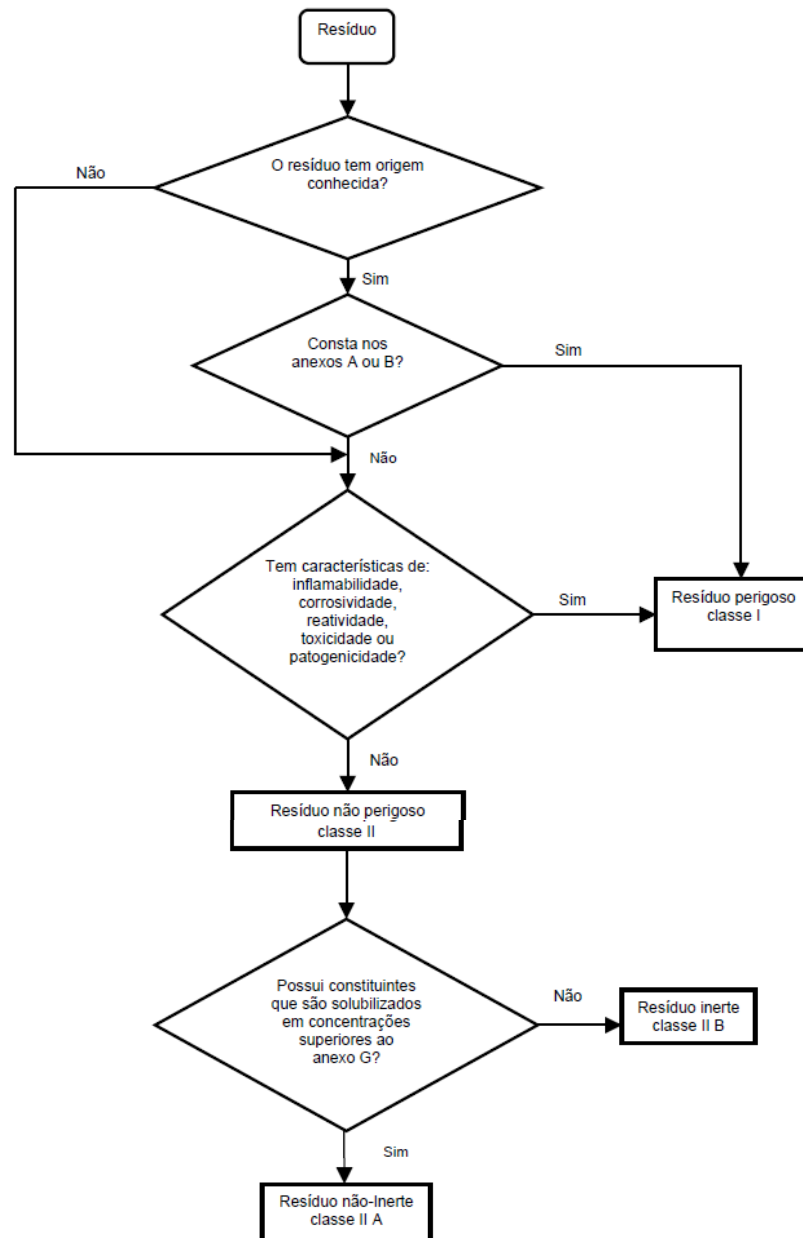 Resíduo
O resíduo tem origem
conhecida?
Não
Sim
Consta nos
anexos A ou B?
Sim
Não
Tem características de:
inflamabilidade,
corrosividade,
reatividade,
toxicidade ou
patogenicidade?
Sim
Resíduo perigoso
classe I
Não
Resíduo não perigoso
classe II
Possui constituintes
que são solubilizados
em concentrações
superiores ao
anexo G?
Não
Resíduo inerte
classe II B
Sim
Resíduo não-Inerte
classe II A